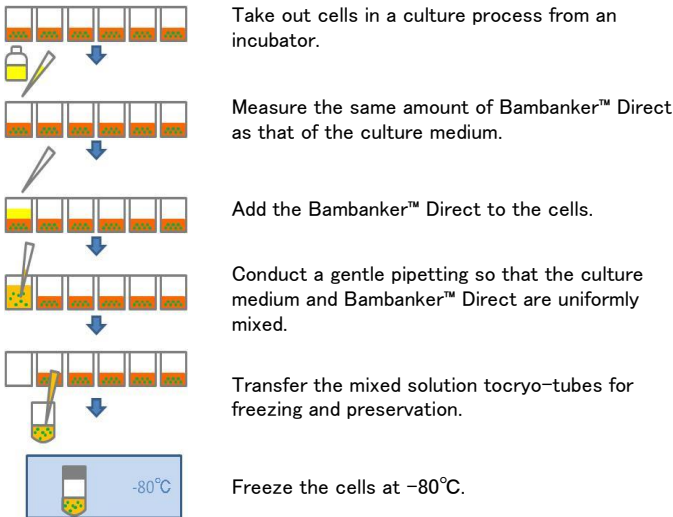 Take out cells in a culture process from an
incubator.
Measure the same amount of Bambanker™ Direct
as that of the culture medium.
Add the Bambanker™ Direct to the cells.
Conduct a gentle pipetting so that the culture
medium and Bambanker™ Direct are uniformly
mixed.
Transfer the mixed solution tocryo-tubes for
freezing and preservation.
-80℃
Freeze the cells at -80℃.